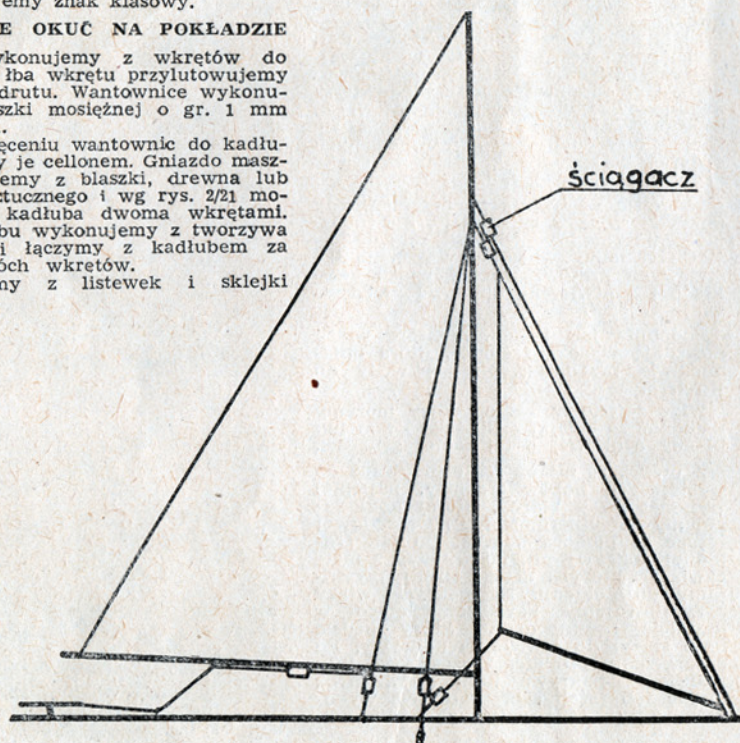 emy znak klasowy.
E OKUĆ NA POKŁADZIE
ykonujemy z wkrętów do
łba wkrętu przylutowujemy
drutu. Wantownice wykonu-
szki mosiężnej o gr. 1 mm
.
ęceniu wantownic do kadłu-
y je cellonem. Gniazdo masz-
emy z blaszki, drewna lub
ztucznego i wg rys. 2/21 mo-
kadłuba dwoma wkrętami.
bu wykonujemy z tworzywa
i łączymy z kadłubem za
óch wkrętów.
ny z listewek i sklejki
ściągacz